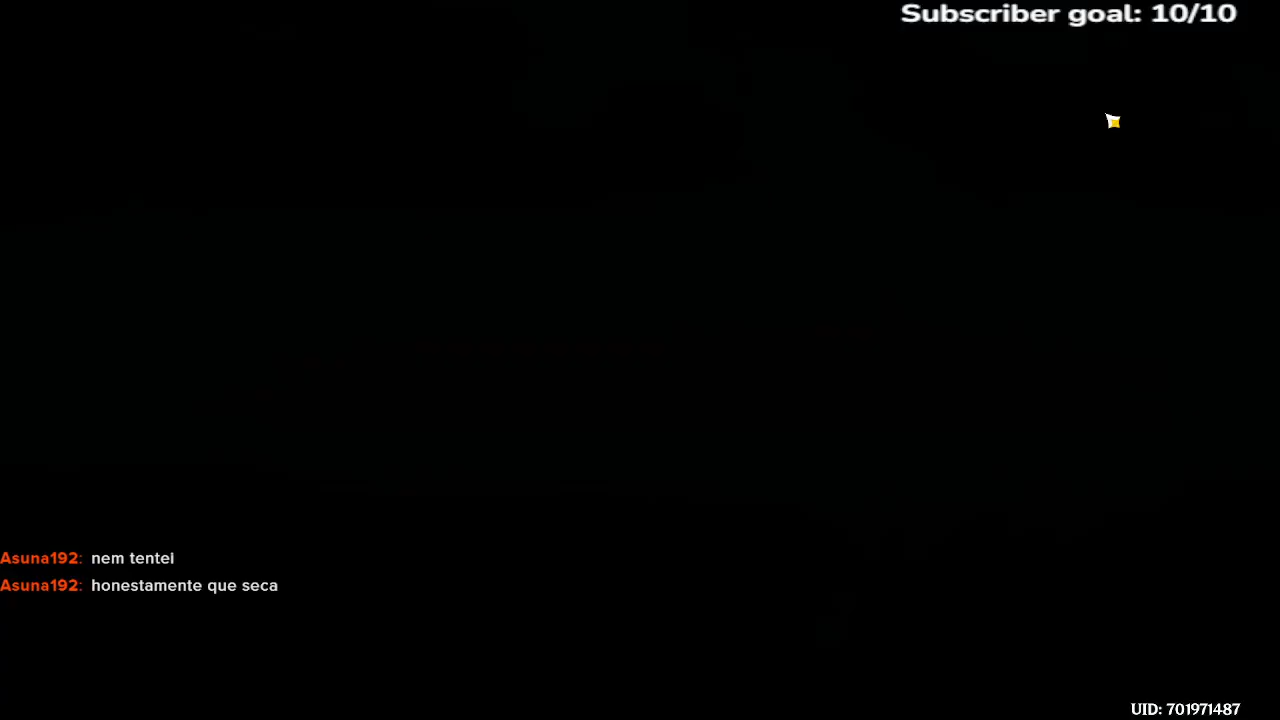 Subscriber goal: 10/10
Asuna192: nem tentei
Asuna192: honestamente que seca
UID: 701971487